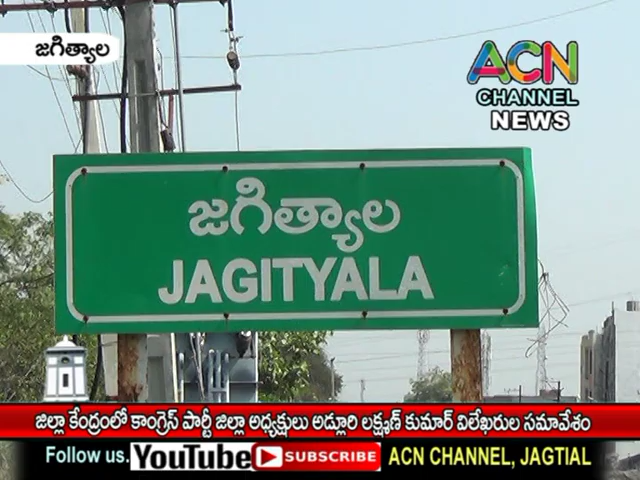 జగిత్యాల
ACN
CHANNEL
NEWS
జగిత్యాల
JAGITYALA
జిల్లా కేంద్రంలో కాంగ్రెస్ పార్టీ జిల్లా అధ్యక్షులు అడ్లూరి లక్ష్మణ్ కుమార్ విలేఖరుల సమావేశం
Follow us. YouTube SUBSCRIBE ACN CHANNEL, JAGTIAL